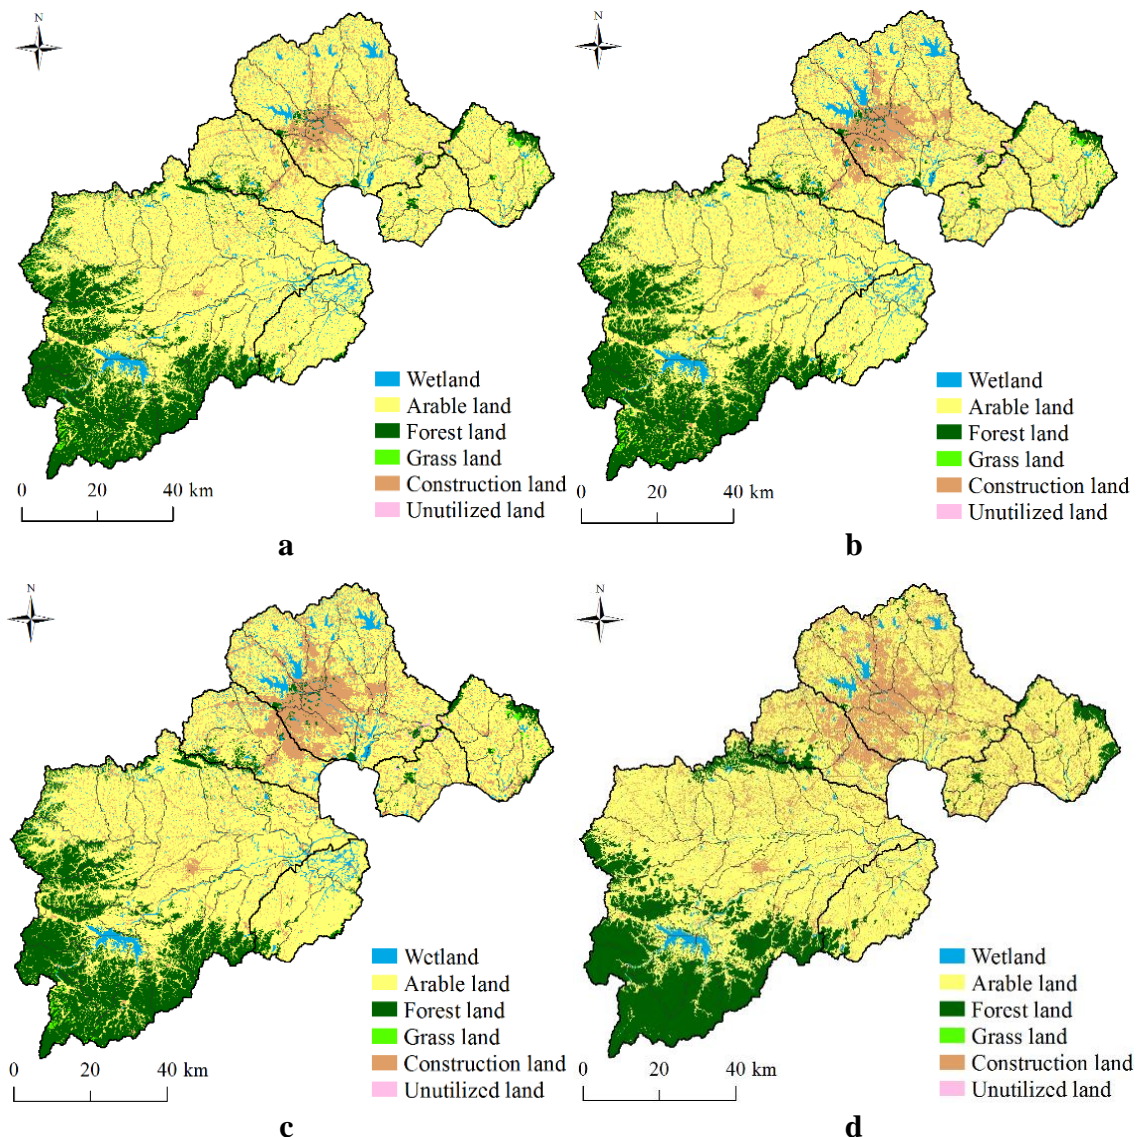 N
Wetland
Arable land
Forest land
Grass land
Construction land
Unutilized land
0 20 40 km
a
N
Wetland
Arable land
Forest land
Grass land
Construction land
Unutilized land
0 20 40 km
b
N
Wetland
Arable land
Forest land
Grass land
Construction land
Unutilized land
0 20 40 km
c
N
Wetland
Arable land
Forest land
Grass land
Construction land
Unutilized land
0 20 40 km
d